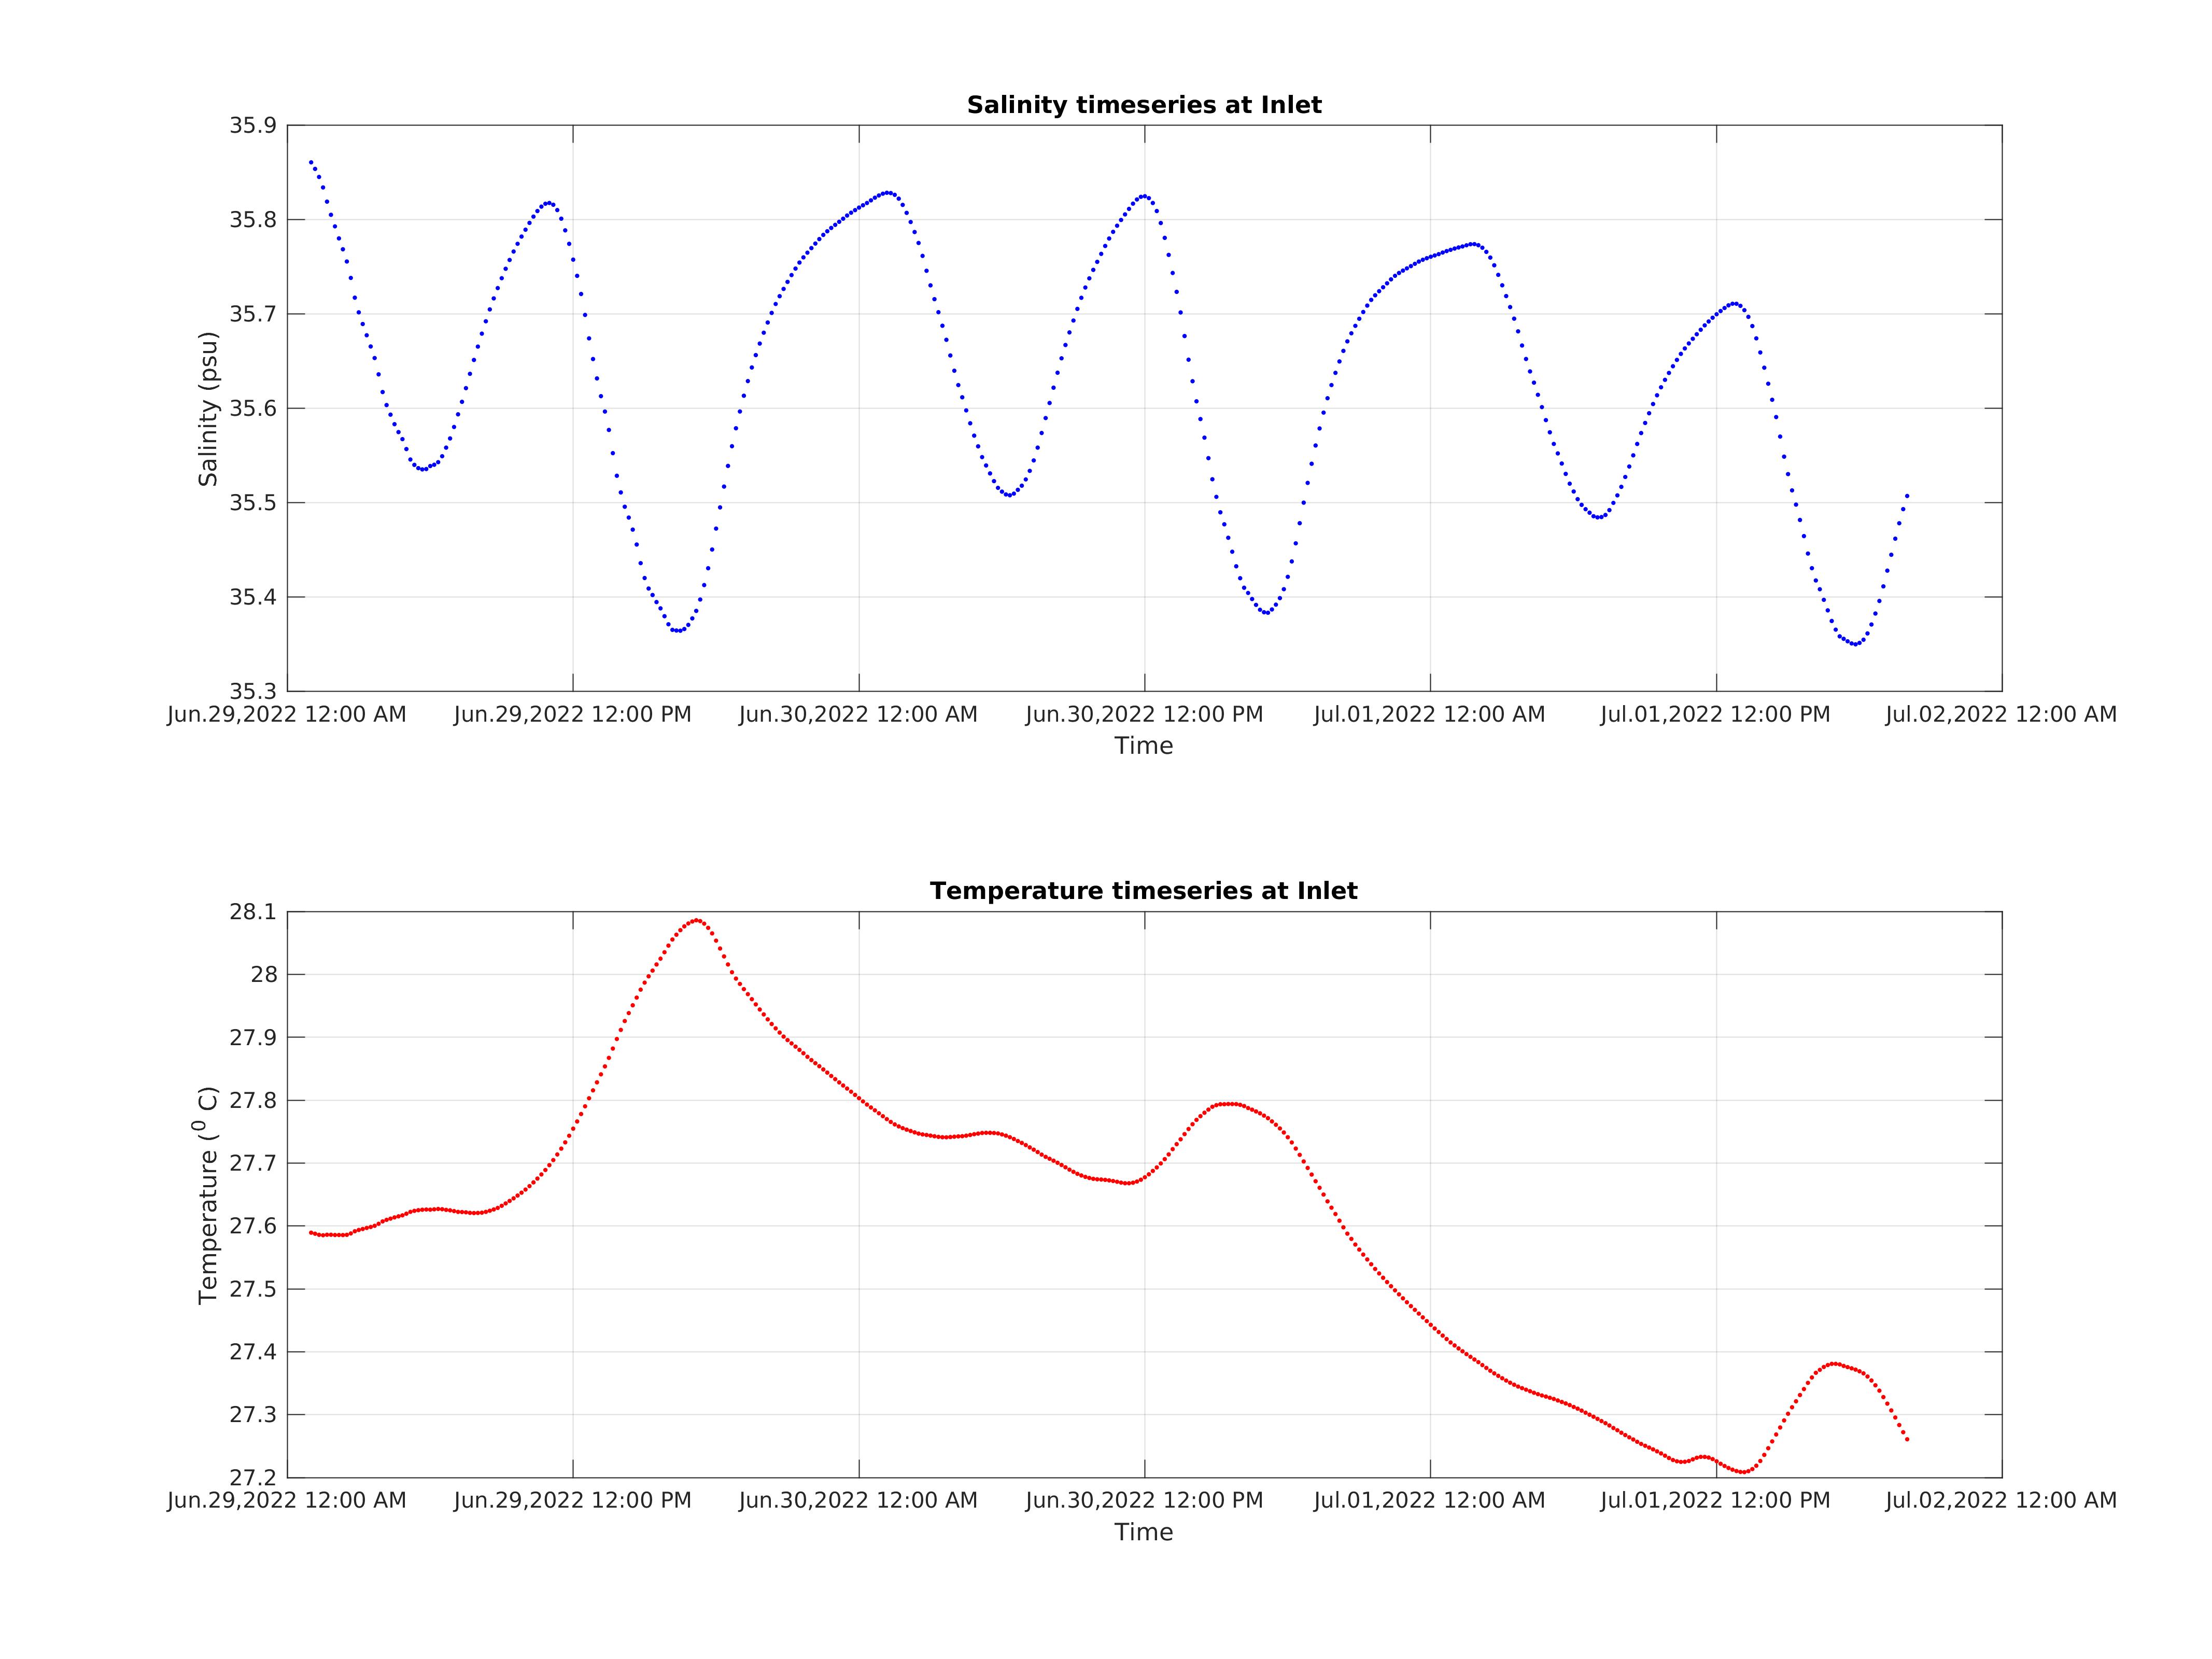 Salinity timeseries at Inlet
35.9
35.8
35.7
35.6
35.5
35.4
35.3
Salinity (psu)
Jun.29,2022 12:00 AM Jun.29,2022 12:00 PM Jun.30,2022 12:00 AM Jun.30,2022 12:00 PM Jul.01,2022 12:00 AM Jul.01,2022 12:00 PM Jul.02,2022 12:00 AM
Time
Temperature timeseries at Inlet
28.1
28
27.9
27.8
27.7
27.6
27.5
27.4
27.3
27.2
Temperature (⁰ C)
Jun.29,2022 12:00 AM Jun.29,2022 12:00 PM Jun.30,2022 12:00 AM Jun.30,2022 12:00 PM Jul.01,2022 12:00 AM Jul.01,2022 12:00 PM Jul.02,2022 12:00 AM
Time